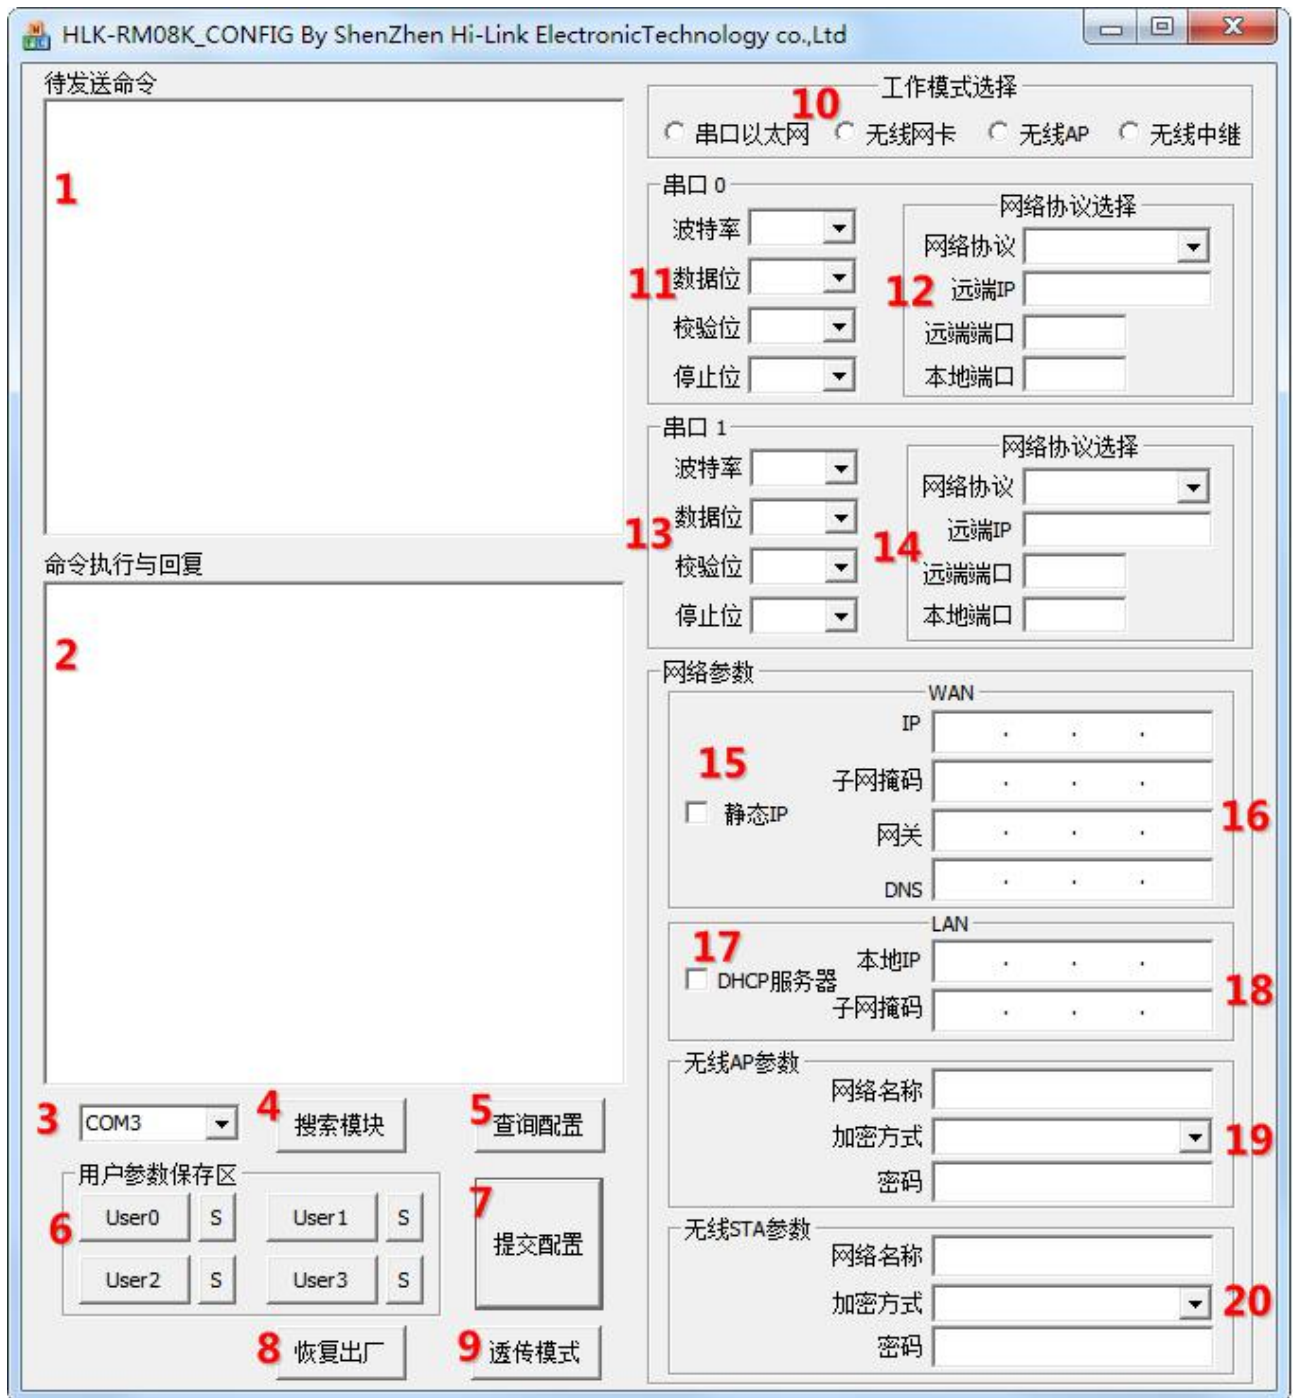 HLK-RM08K_CONFIG By ShenZhen Hi-Link ElectronicTechnology co.,Ltd
待发送命令
1
命令执行与回复
2
3 COM3
4 搜索模块
5 查询配置
用户参数保存区
6 User0 S User1 S
User2 S User3 S
7 提交配置
8 恢复出厂
9 透传模式
工作模式选择
10
串口以太网 无线网卡 无线AP 无线中继
串口 0
波特率
11 数据位
校验位
停止位
网络协议选择
网络协议
12 远端IP
远端端口
本地端口
串口 1
波特率
13 数据位
校验位
停止位
网络协议选择
网络协议
远端IP
14 远端端口
本地端口
网络参数
WAN
15
静态IP
IP . . .
子网掩码 . . .
网关 . . .
DNS . . .
16
LAN
17
DHCP服务器
本地IP . . .
子网掩码 . . .
18
无线AP参数
网络名称
加密方式 19
密码
无线STA参数
网络名称
加密方式 20
密码